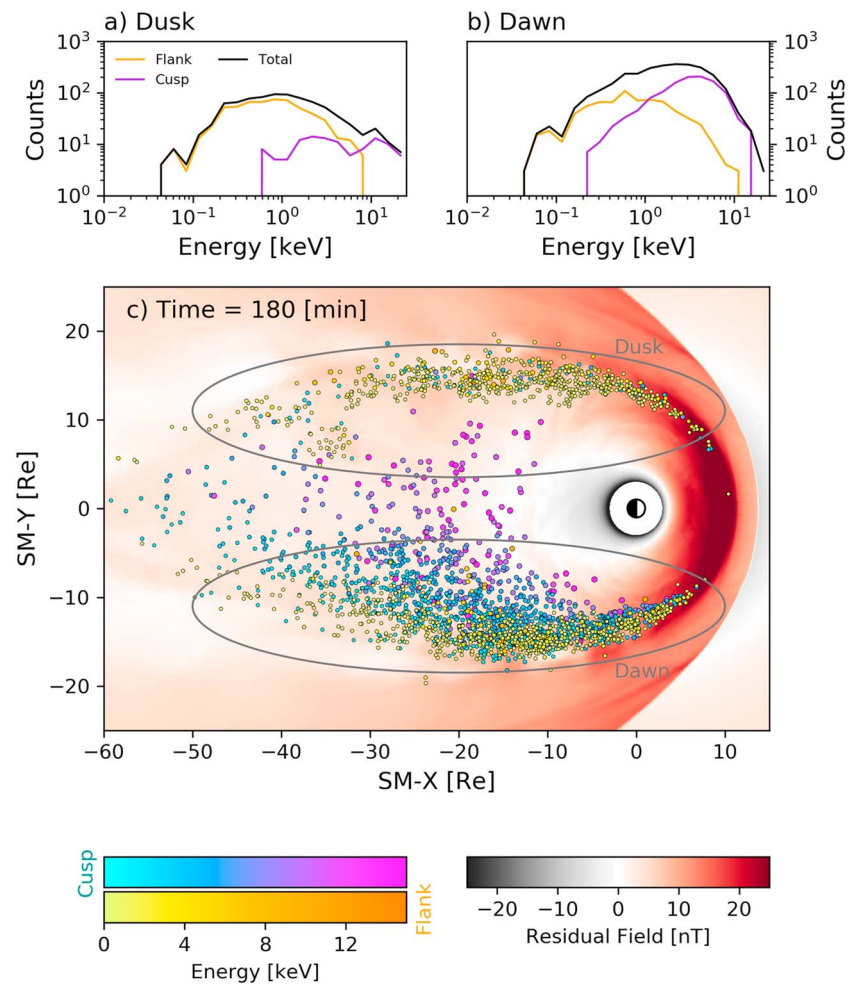 a) Dusk
b) Dawn
10³
10²
10¹
10⁰
Counts
Flank
Total
Cusp
10⁻²
10⁻¹
10⁰
10¹
Energy [keV]
10⁻²
10⁻¹
10⁰
10¹
Energy [keV]
10³
10²
10¹
10⁰
Counts
c) Time = 180 [min]
Dusk
Dawn
20
10
0
−10
−20
SM-Y [Re]
−60
−50
−40
−30
−20
−10
0
10
SM-X [Re]
Cusp
Flank
0
4
8
12
Energy [keV]
−20
−10
0
10
20
Residual Field [nT]